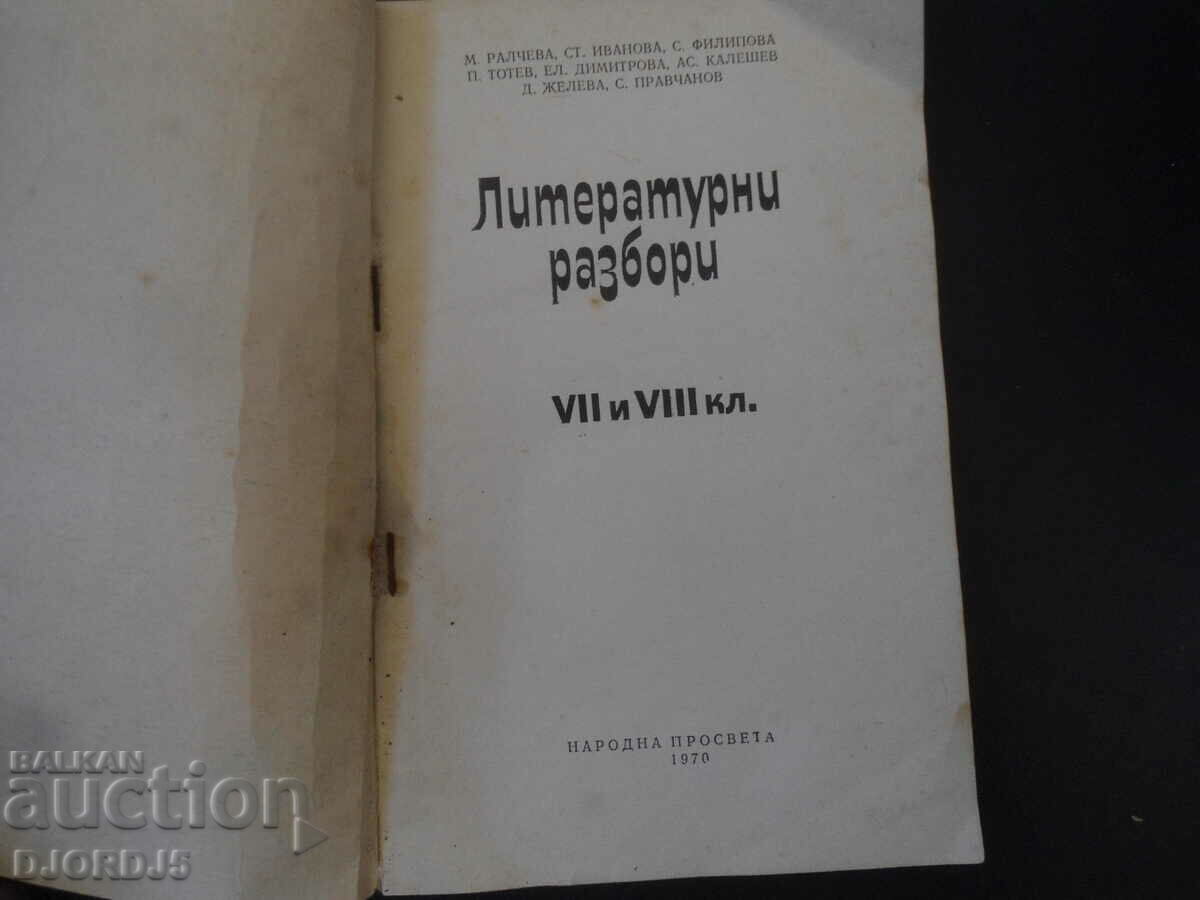 М. РАЛЧЕВА, СТ. ИВАНОВА, С. ФИЛИПОВА
П. ТОТЕВ, ЕЛ. ДИМИТРОВА, АС. КАЛЕШЕВ
Д. ЖЕЛЕВА, С. ПРАВЧАНОВ
Литературни
разбори
VII и VIII кл.
НАРОДНА ПРОСВЕТА
1970
BALKAN
auction
DJORDJ5